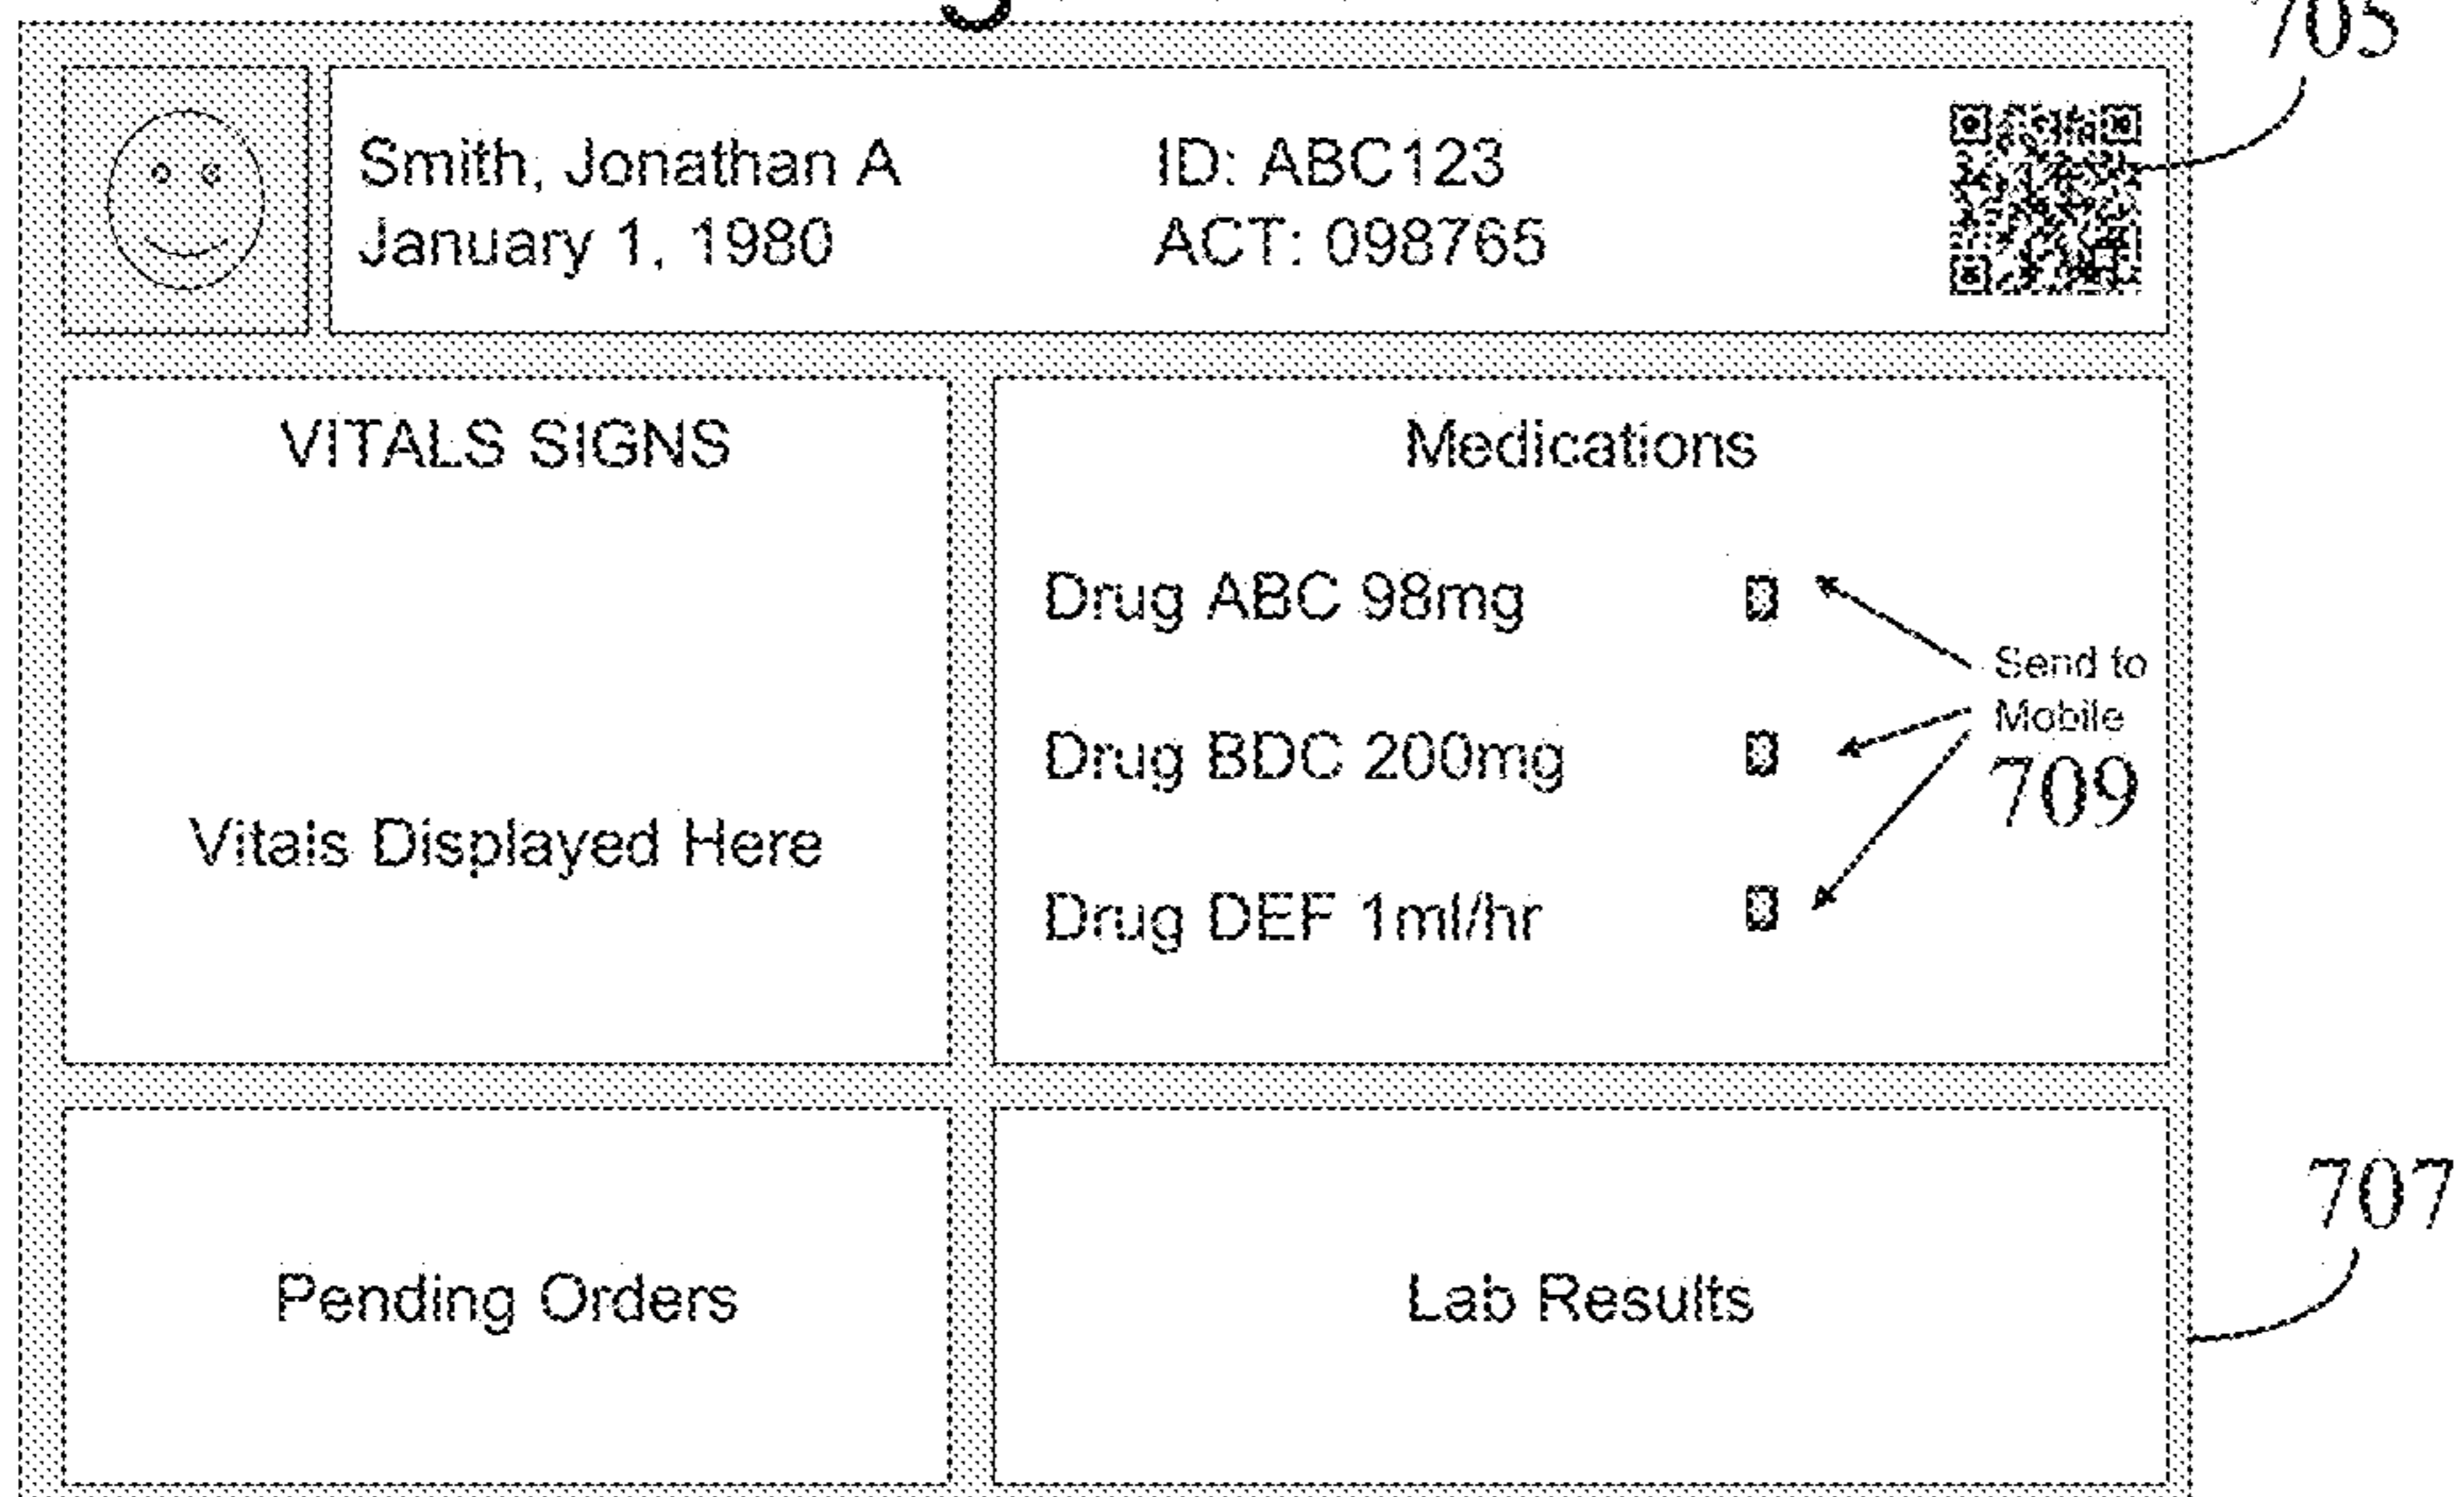 705
Smith, Jonathan A
January 1, 1980
ID: ABC123
ACT: 098765
VITALS SIGNS
Vitals Displayed Here
Medications
Drug ABC 98mg
Drug BDC 200mg
Drug DEF 1ml/hr
Send to
Mobile
709
Pending Orders
Lab Results
707